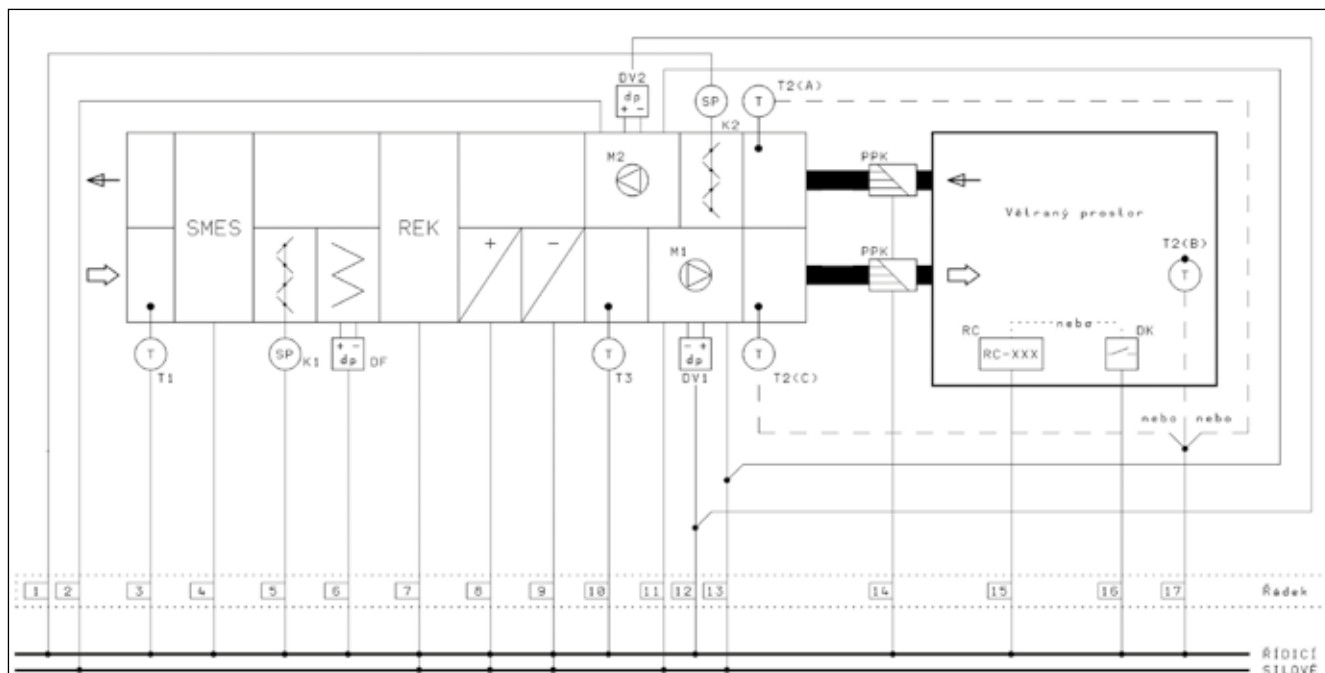 DV2
dp
+ -
SP
T
T2(A)
K2
M2
PPK
SMES
REK
Větraný prostor
+
-
M1
PPK
T2(B)
T
nebo
RC
DK
RC-XXX
T
T1
SP
K1
+ -
dp
DF
T
T3
- +
dp
DV1
T
T2(C)
nebo nebo
1 2 3 4 5 6 7 8 9 10 11 12 13 14 15 16 17 Řádek
ŘÍDICÍ
SILOVÉ